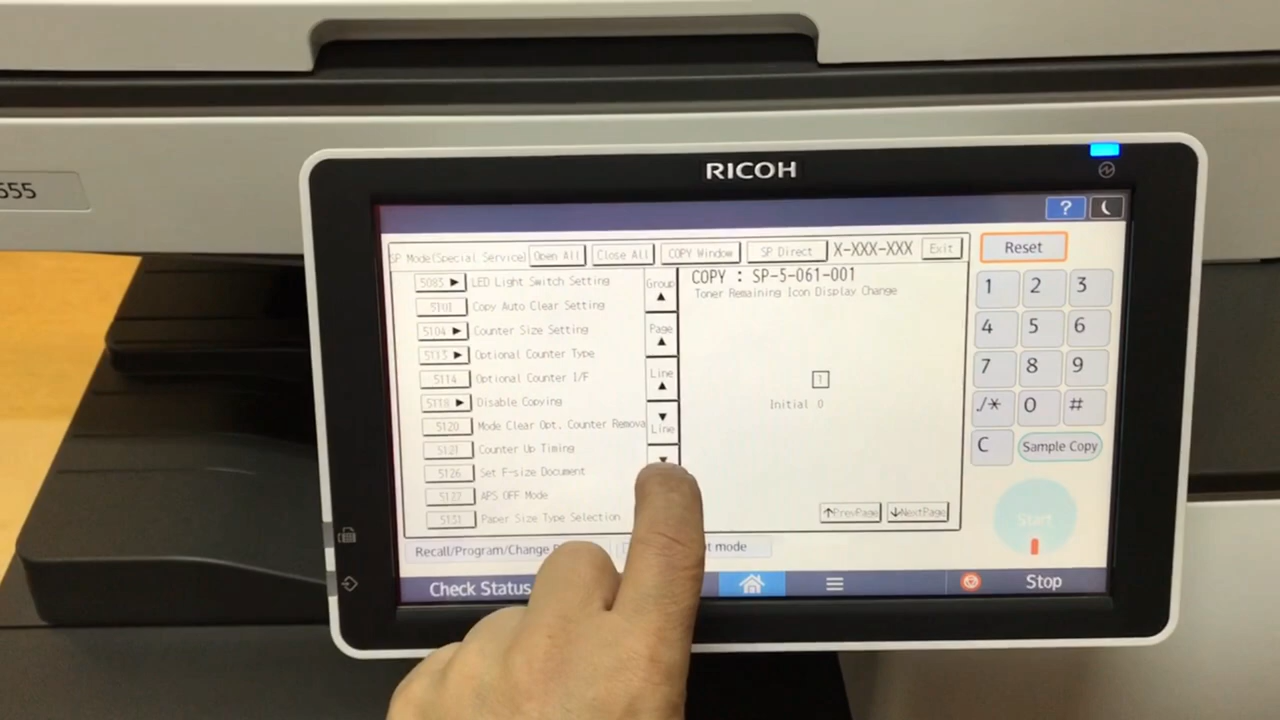 RICOH
555
?
SP Mode(Special Service) Open All Close All COPY Window SP Direct X-XXX-XXX Exit
Reset
5083 ▶ LED Light Switch Setting
5101 Copy Auto Clear Setting
5104 ▶ Counter Size Setting
5113 ▶ Optional Counter Type
5114 Optional Counter I/F
5118 ▶ Disable Copying
5120 Mode Clear Opt. Counter Remova
5121 Counter Up Timing
5126 Set F-size Document
5127 APS OFF Mode
5131 Paper Size Type Selection
Group
▲
Page
▲
Line
▲
▼
Line
▼
COPY : SP-5-061-001
Toner Remaining Icon Display Change
1
Initial 0
↑PrevPage ↓NextPage
1 2 3
4 5 6
7 8 9
./* 0 #
C Sample Copy
Start
Recall/Program/Change
t mode
Check Status
Stop